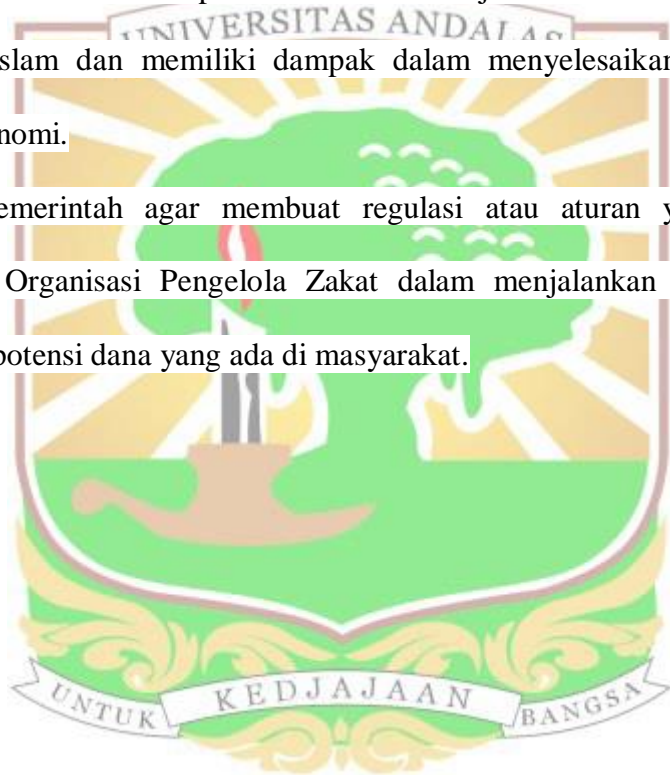 UNIVERSITAS ANDALAS
slam dan memiliki dampak dalam menyelesaikan
nomi.
emerintah agar membuat regulasi atau aturan y
Organisasi Pengelola Zakat dalam menjalankan
potensi dana yang ada di masyarakat.
UNTUK KEDJAJAAN BANGSA